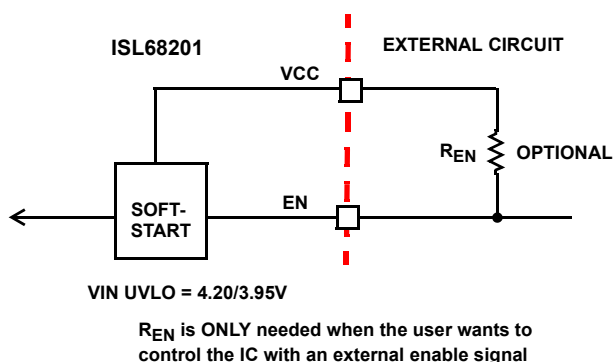 ISL68201
EXTERNAL CIRCUIT
VCC
REN
OPTIONAL
SOFT-
START
EN
VIN UVLO = 4.20/3.95V
REN is ONLY needed when the user wants to
control the IC with an external enable signal